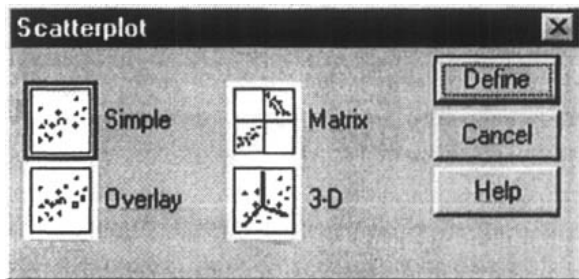 Scatterplot
Simple
Matrix
Define
Cancel
Overlay
3-D
Help